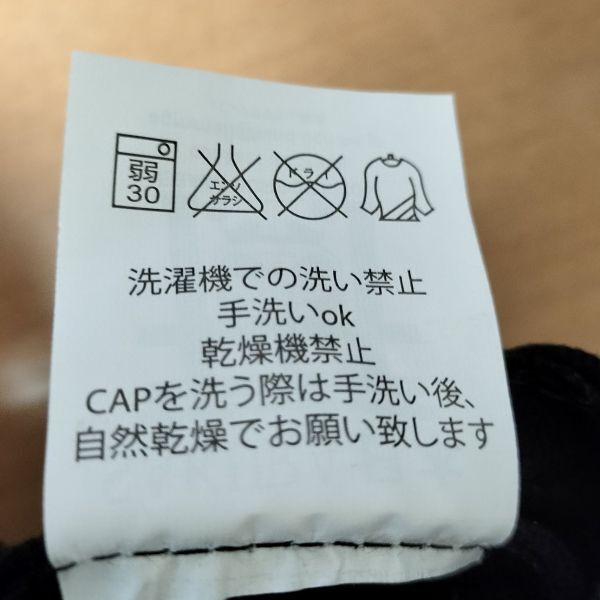 弱
30
エンソ
サラシ
ドライ
洗濯機での洗い禁止
手洗いok
乾燥機禁止
CAPを洗う際は手洗い後、
自然乾燥でお願い致します